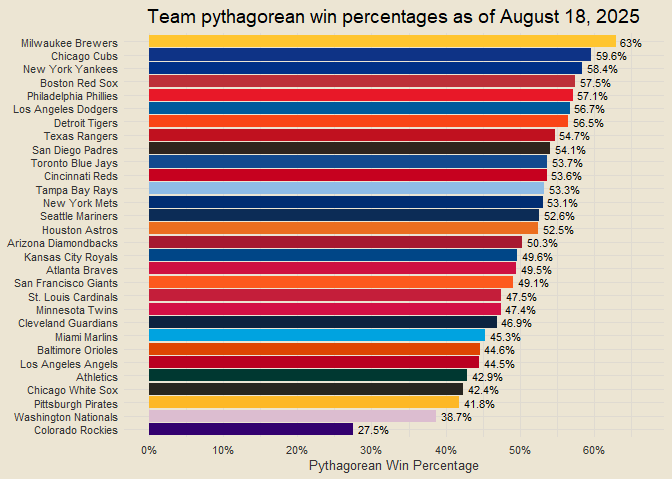 Team pythagorean win percentages as of August 18, 2025
Milwaukee Brewers 63%
Chicago Cubs 59.6%
New York Yankees 58.4%
Boston Red Sox 57.5%
Philadelphia Phillies 57.1%
Los Angeles Dodgers 56.7%
Detroit Tigers 56.5%
Texas Rangers 54.7%
San Diego Padres 54.1%
Toronto Blue Jays 53.7%
Cincinnati Reds 53.6%
Tampa Bay Rays 53.3%
New York Mets 53.1%
Seattle Mariners 52.6%
Houston Astros 52.5%
Arizona Diamondbacks 50.3%
Kansas City Royals 49.6%
Atlanta Braves 49.5%
San Francisco Giants 49.1%
St. Louis Cardinals 47.5%
Minnesota Twins 47.4%
Cleveland Guardians 46.9%
Miami Marlins 45.3%
Baltimore Orioles 44.6%
Los Angeles Angels 44.5%
Athletics 42.9%
Chicago White Sox 42.4%
Pittsburgh Pirates 41.8%
Washington Nationals 38.7%
Colorado Rockies 27.5%
0% 10% 20% 30% 40% 50% 60%
Pythagorean Win Percentage